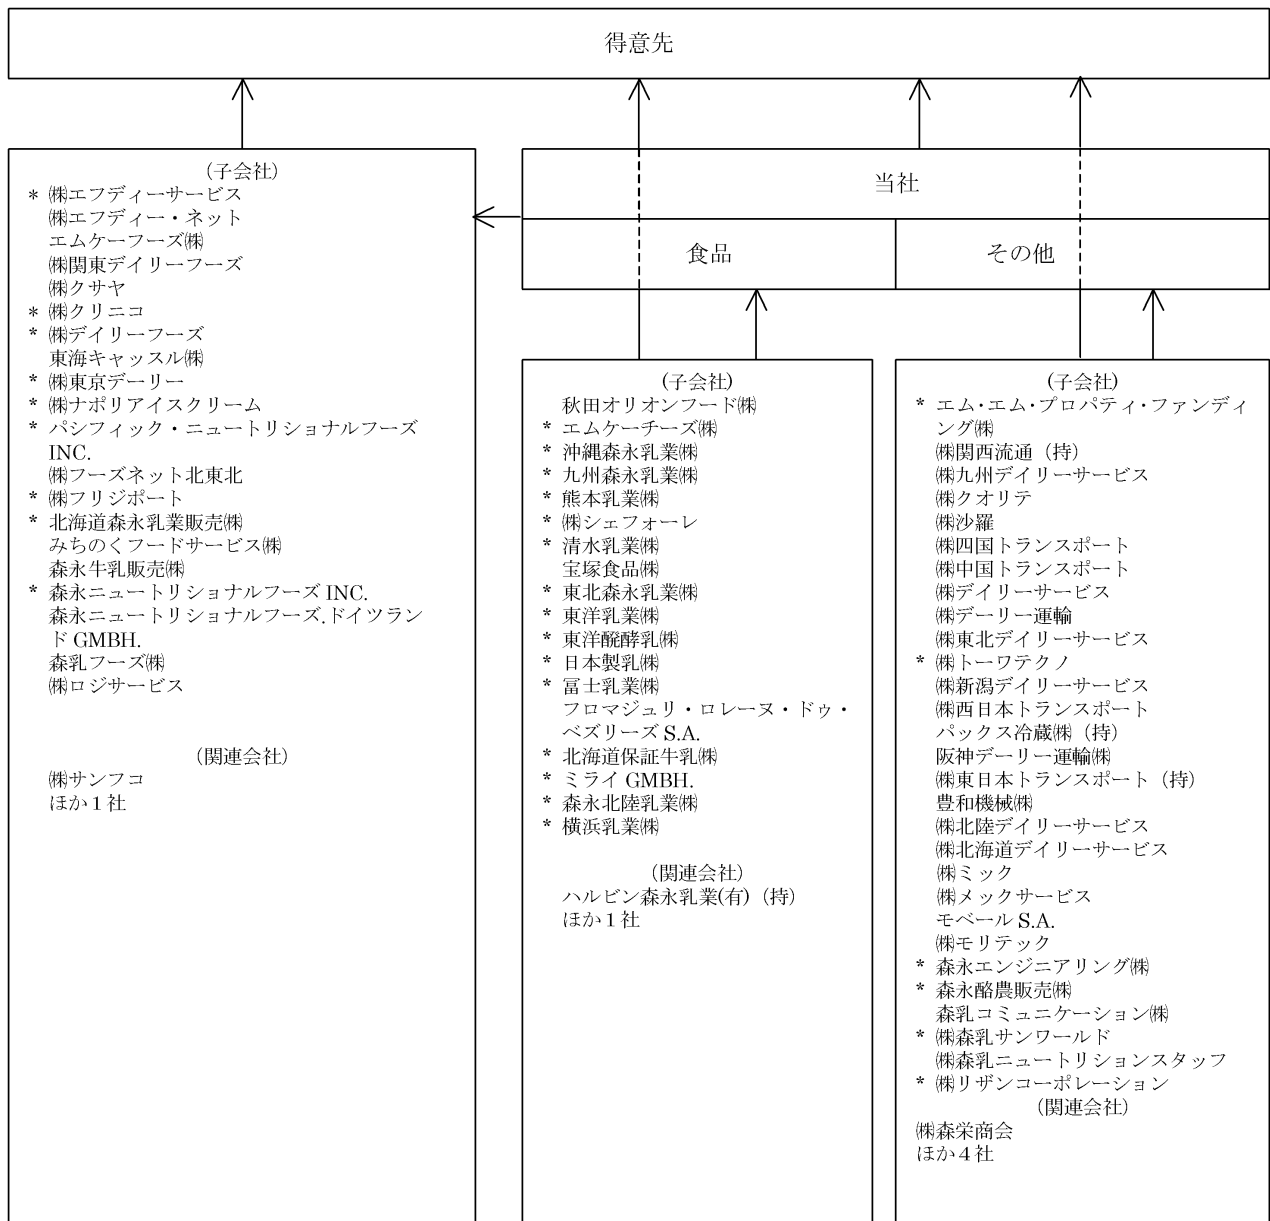 得意先
(子会社)
* ㈱エフディーサービス
㈱エフディー・ネット
エムケーフーズ㈱
㈱関東デイリーフーズ
㈱クサヤ
* ㈱クリニコ
* ㈱デイリーフーズ
東海キャッスル㈱
* ㈱東京デーリー
* ㈱ナポリアイスクリーム
* パシフィック・ニュートリショナルフーズ
INC.
㈱フーズネット北東北
* ㈱フリジポート
* 北海道森永乳業販売㈱
みちのくフードサービス㈱
森永牛乳販売㈱
* 森永ニュートリショナルフーズ INC.
森永ニュートリショナルフーズ.ドイツラン
ド GMBH.
森乳フーズ㈱
㈱ロジサービス
(関連会社)
㈱サンフコ
ほか１社
当社
食品
その他
(子会社)
秋田オリオンフード㈱
* エムケーチーズ㈱
* 沖縄森永乳業㈱
* 九州森永乳業㈱
* 熊本乳業㈱
* ㈱シェフォーレ
* 清水乳業㈱
宝塚食品㈱
* 東北森永乳業㈱
* 東洋乳業㈱
* 東洋醗酵乳㈱
* 日本製乳㈱
* 冨士乳業㈱
フロマジュリ・ロレーヌ・ドゥ・
ベズリーズ S.A.
* 北海道保証牛乳㈱
* ミライ GMBH.
* 森永北陸乳業㈱
* 横浜乳業㈱
(関連会社)
ハルビン森永乳業(有)（持）
ほか１社
(子会社)
* エム・エム・プロパティ・ファンディ
ング㈱
㈱関西流通（持）
㈱九州デイリーサービス
㈱クオリテ
㈱沙羅
㈱四国トランスポート
㈱中国トランスポート
㈱デイリーサービス
㈱デーリー運輸
㈱東北デイリーサービス
* ㈱トーワテクノ
㈱新潟デイリーサービス
㈱西日本トランスポート
パックス冷蔵㈱（持）
阪神デーリー運輸㈱
㈱東日本トランスポート（持）
豊和機械㈱
㈱北陸デイリーサービス
㈱北海道デイリーサービス
㈱ミック
㈱メックサービス
モベール S.A.
㈱モリテック
* 森永エンジニアリング㈱
* 森永酪農販売㈱
森乳コミュニケーション㈱
* ㈱森乳サンワールド
㈱森乳ニュートリションスタッフ
* ㈱リザンコーポレーション
(関連会社)
㈱森栄商会
ほか４社